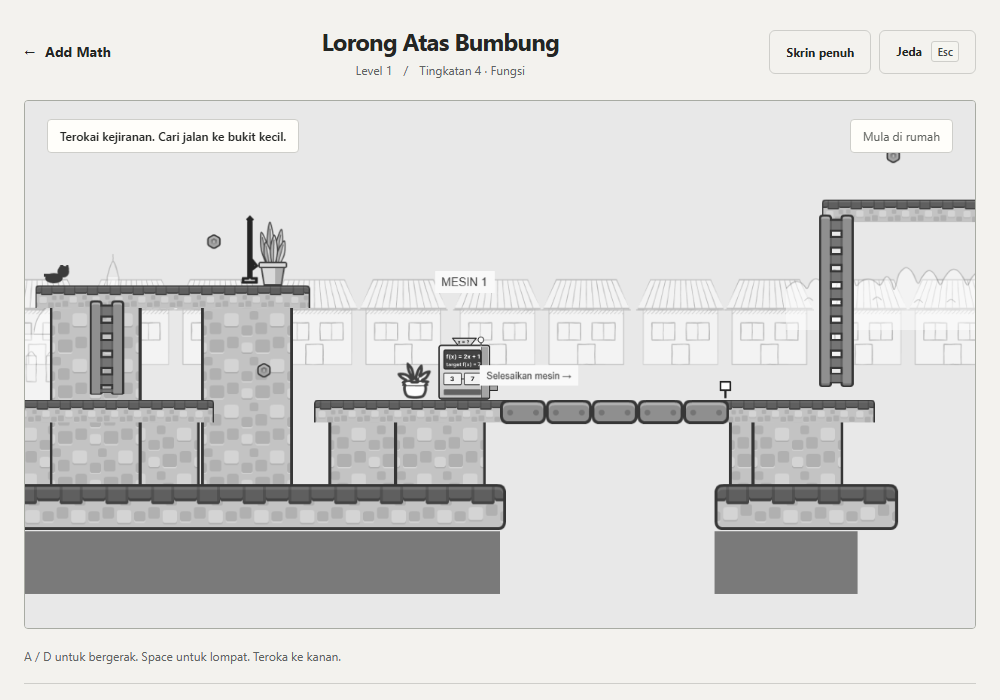 ← Add Math
Lorong Atas Bumbung
Level 1 / Tingkatan 4 · Fungsi
Skrin penuh
Jeda Esc
Terokai kejiranan. Cari jalan ke bukit kecil.
Mula di rumah
MESIN 1
f(x) = 2x + 1
target f(x) =
3 7
Selesaikan mesin →
A / D untuk bergerak. Space untuk lompat. Teroka ke kanan.